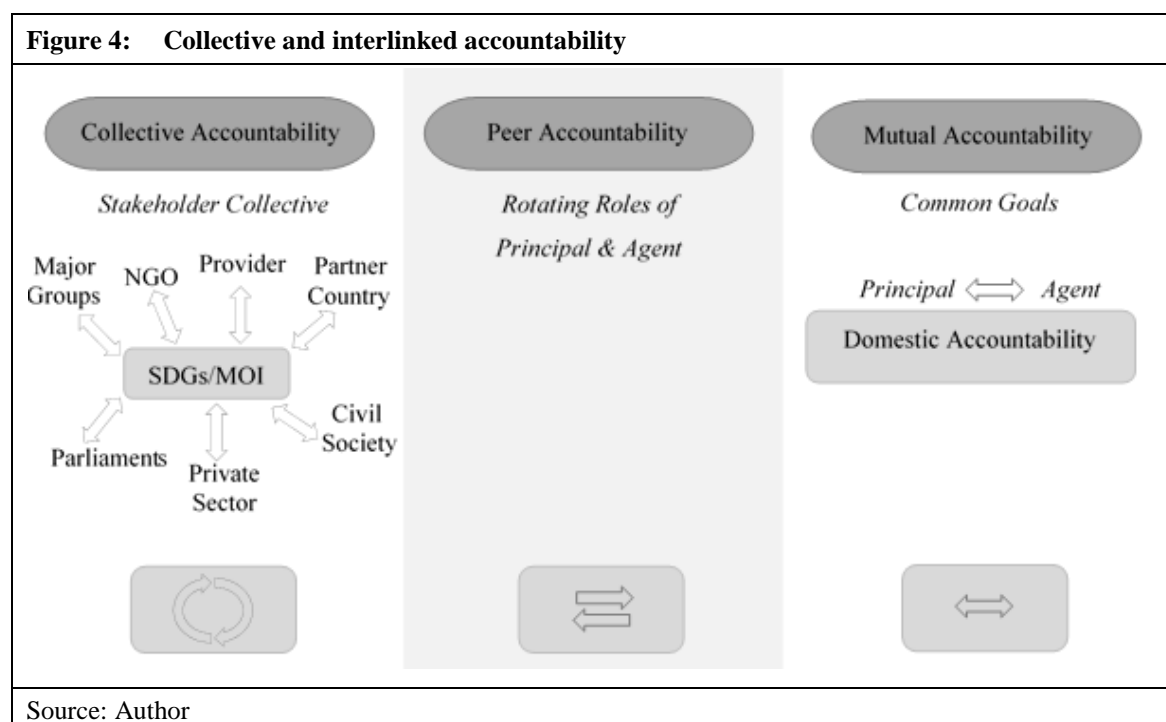 Figure 4: Collective and interlinked accountability
Collective Accountability
Stakeholder Collective
Major
Groups
NGO
Provider
Partner
Country
SDGs/MOI
Parliaments
Private
Sector
Civil
Society
Peer Accountability
Rotating Roles of
Principal & Agent
Mutual Accountability
Common Goals
Principal Agent
Domestic Accountability
Source: Author